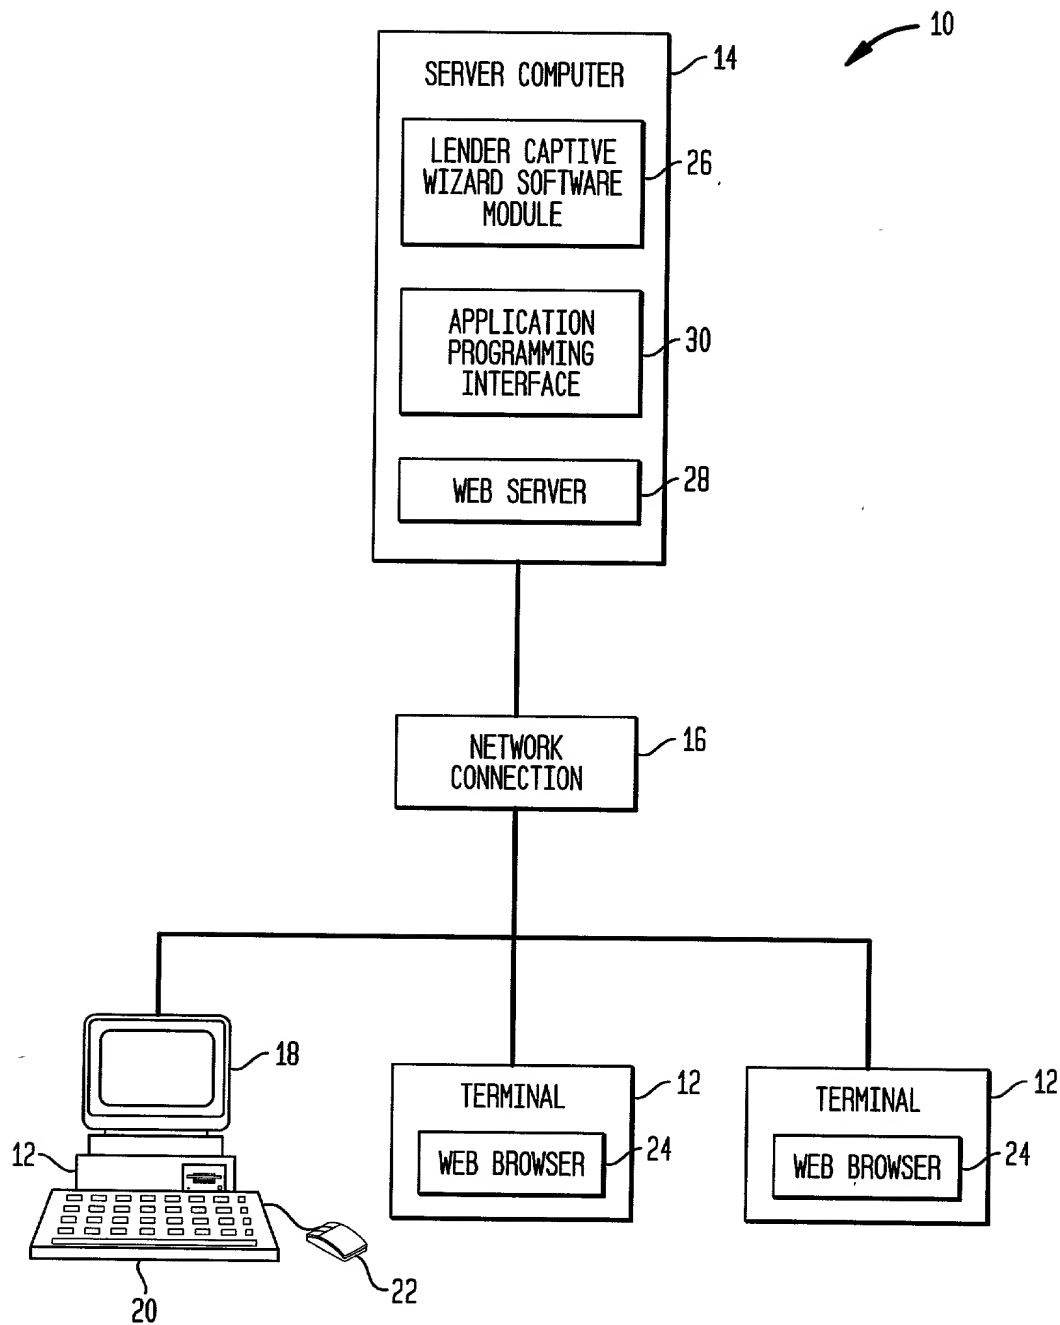 10
SERVER COMPUTER
14
LENDER CAPTIVE
WIZARD SOFTWARE
MODULE
26
APPLICATION
PROGRAMMING
INTERFACE
30
WEB SERVER
28
NETWORK
CONNECTION
16
18
12
20
22
TERMINAL
12
WEB BROWSER
24
TERMINAL
12
WEB BROWSER
24